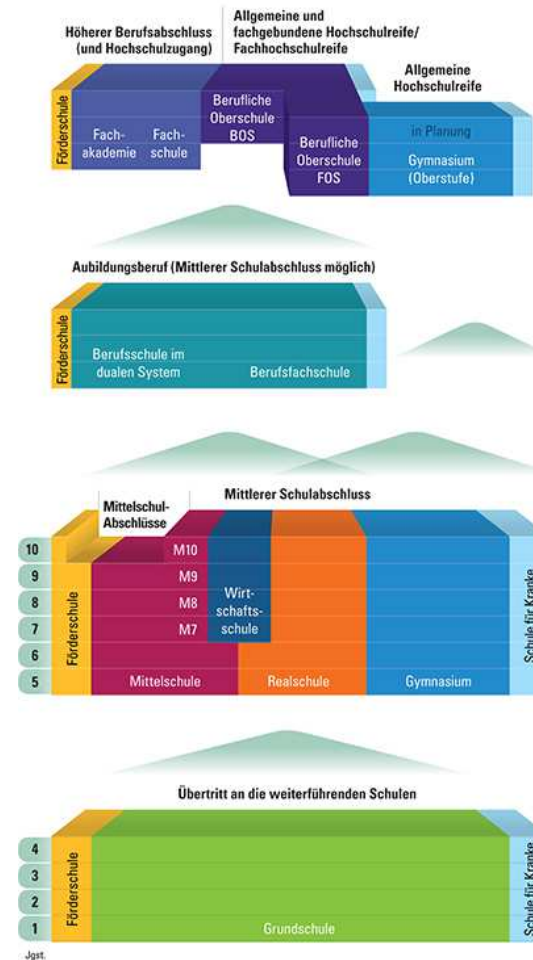 Höherer Berufsabschluss
(und Hochschulzugang)
Allgemeine und
fachgebundene Hochschulreife/
Fachhochschulreife
Allgemeine
Hochschulreife
Förderschule
Fach-
akademie
Fach-
schule
Berufliche
Oberschule
BOS
Berufliche
Oberschule
FOS
in Planung
Gymnasium
(Oberstufe)
Aubildungsberuf (Mittlerer Schulabschluss möglich)
Förderschule
Berufsschule im
dualen System
Berufsfachschule
Mittelschul-
Abschlüsse
Mittlerer Schulabschluss
10
9
8
7
6
5
Förderschule
M10
M9
M8
M7
Mittelschule
Wirt-
schafts-
schule
Realschule
Gymnasium
Schule für Kranke
Übertritt an die weiterführenden Schulen
4
3
2
1
Förderschule
Grundschule
Schule für Kranke
Jgst.